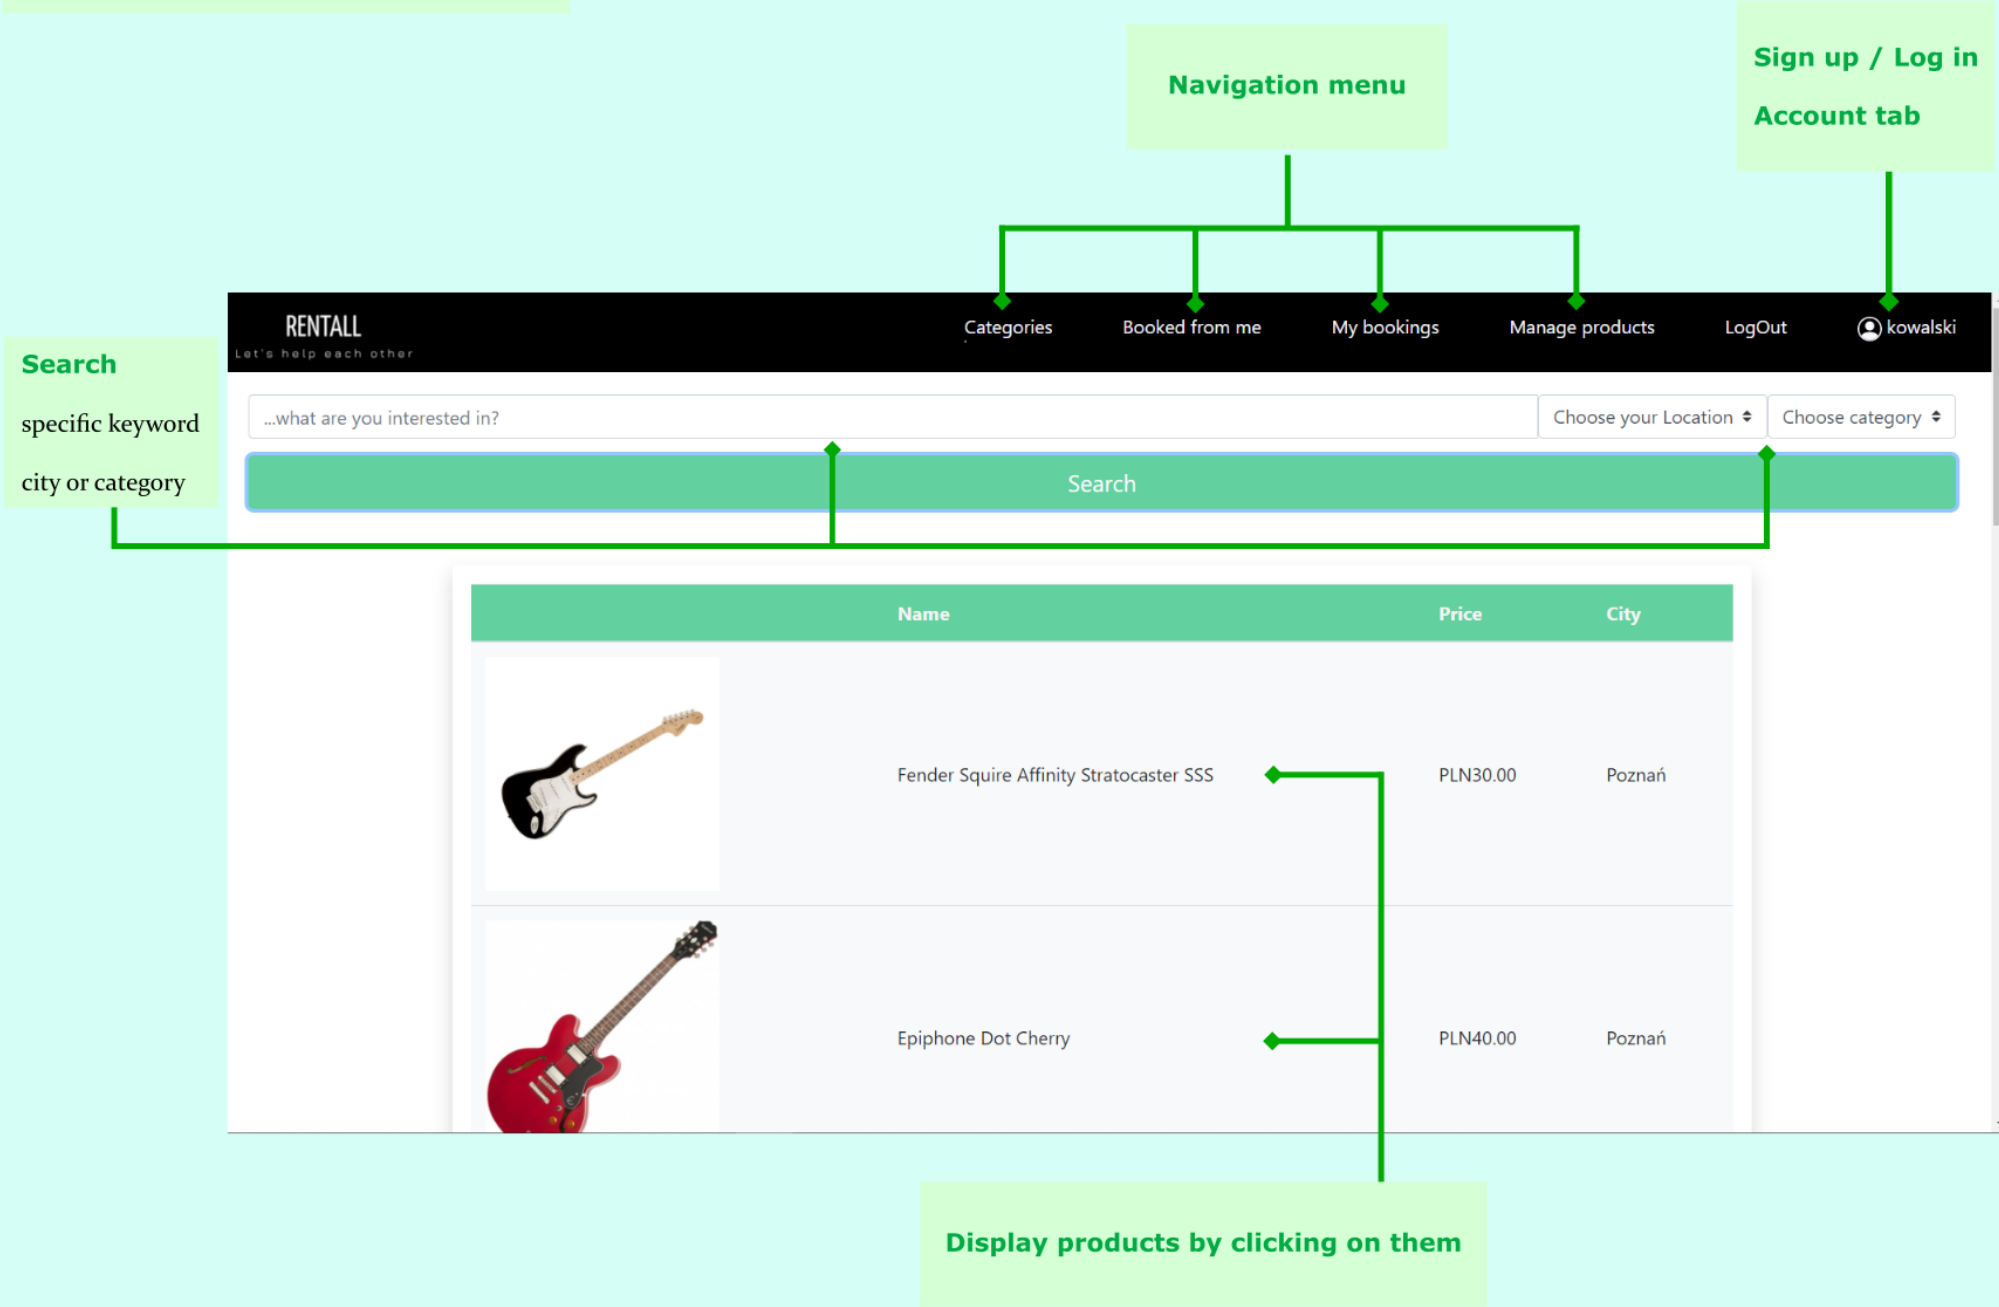 Navigation menu
Sign up / Log in
Account tab
RENTALL
Let's help each other
Categories
Booked from me
My bookings
Manage products
LogOut
kowalski
Search
specific keyword
city or category
...what are you interested in?
Choose your Location
Choose category
Search
Name Price City
Fender Squire Affinity Stratocaster SSS PLN30.00 Poznań
Epiphone Dot Cherry PLN40.00 Poznań
Display products by clicking on them